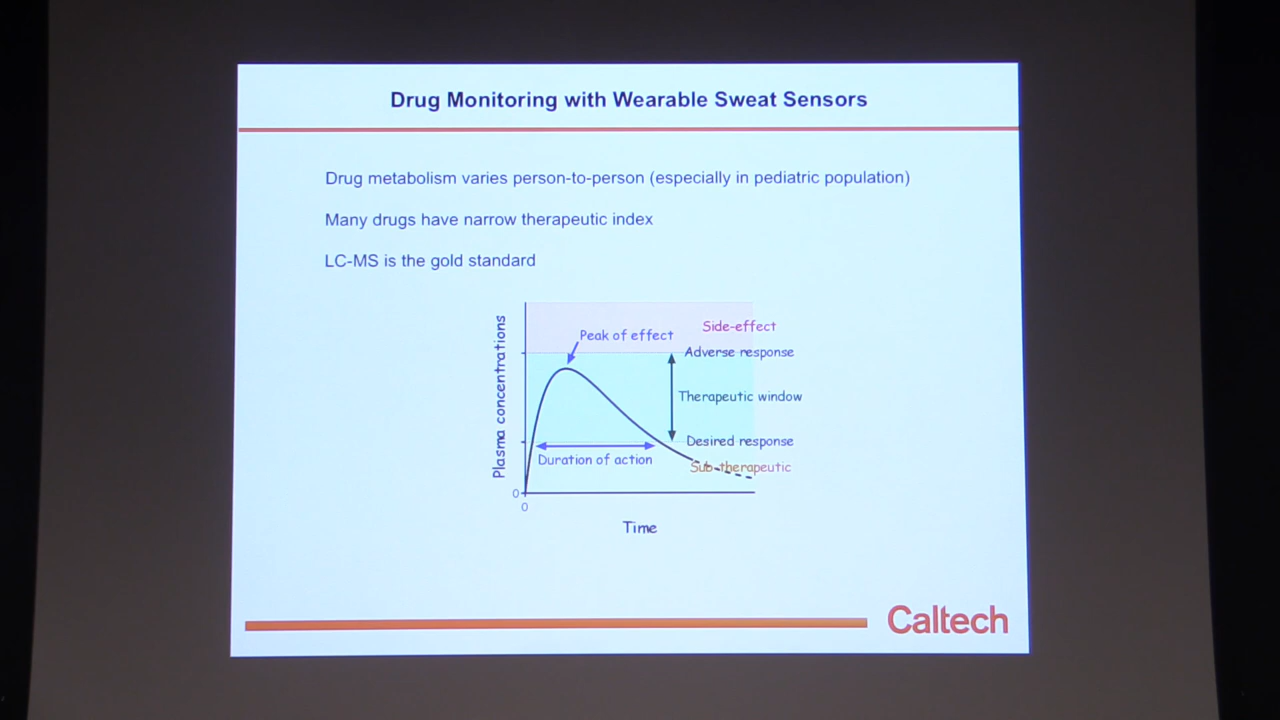 Drug Monitoring with Wearable Sweat Sensors
Drug metabolism varies person-to-person (especially in pediatric population)
Many drugs have narrow therapeutic index
LC-MS is the gold standard
Plasma concentrations
Peak of effect
Side-effect
Adverse response
Therapeutic window
Desired response
Duration of action
Sub-therapeutic
0
0
Time
Caltech